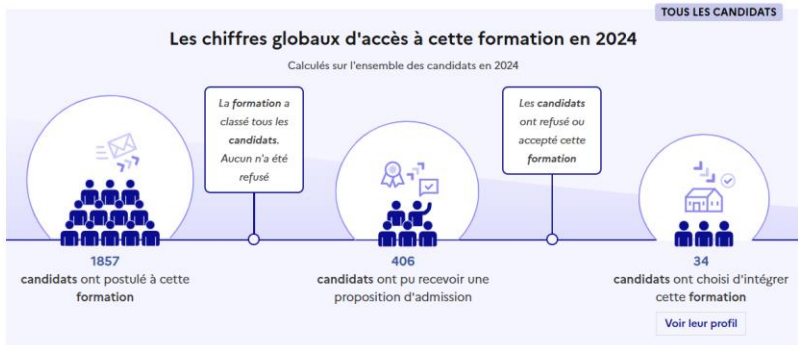 TOUS LES CANDIDATS
Les chiffres globaux d'accès à cette formation en 2024
Calculés sur l'ensemble des candidats en 2024
La formation a
classé tous les
candidats.
Aucun n'a été
refusé
Les candidats
ont refusé ou
accepté cette
formation
1857
candidats ont postulé à cette
formation
406
candidats ont pu recevoir une
proposition d'admission
34
candidats ont choisi d'intégrer
cette formation
Voir leur profil